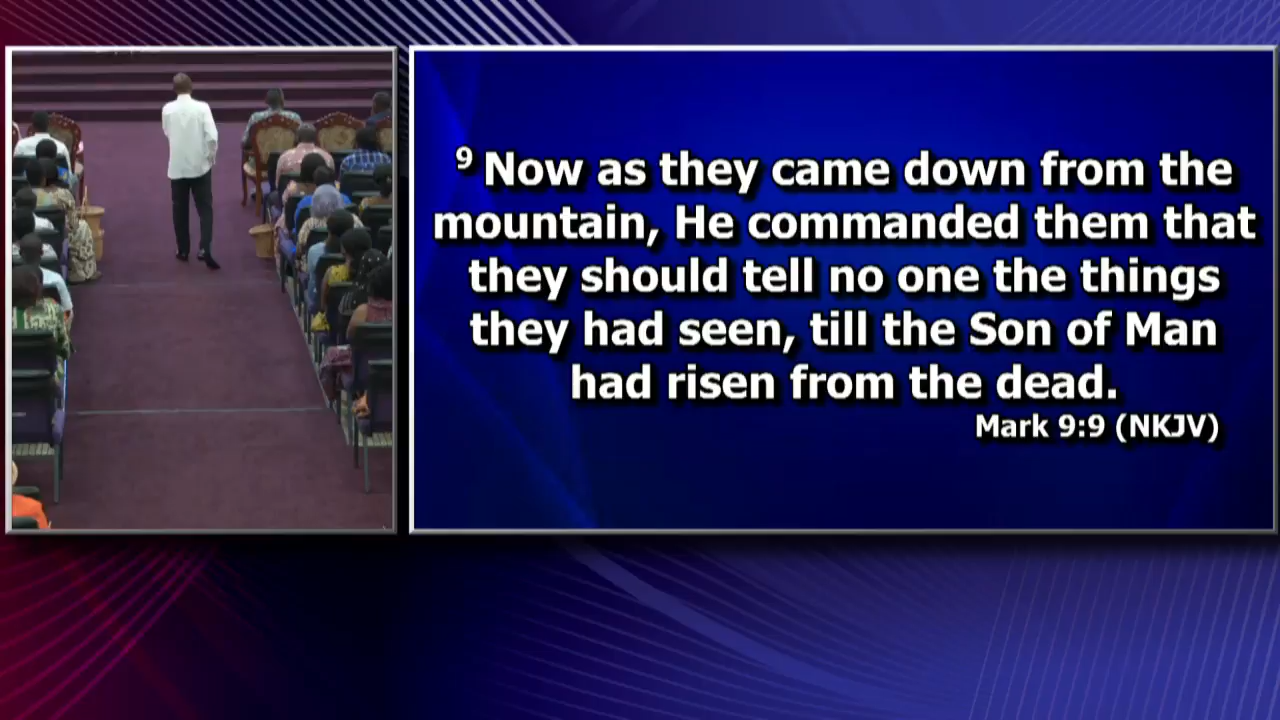 9 Now as they came down from the
mountain, He commanded them that
they should tell no one the things
they had seen, till the Son of Man
had risen from the dead.
Mark 9:9 (NKJV)